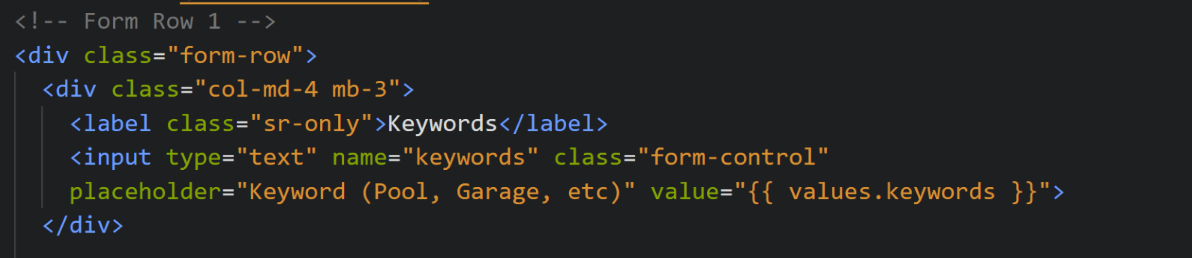 <!-- Form Row 1 -->
<div class="form-row">
<div class="col-md-4 mb-3">
<label class="sr-only">Keywords</label>
<input type="text" name="keywords" class="form-control"
placeholder="Keyword (Pool, Garage, etc)" value="{{ values.keywords }}">
</div>